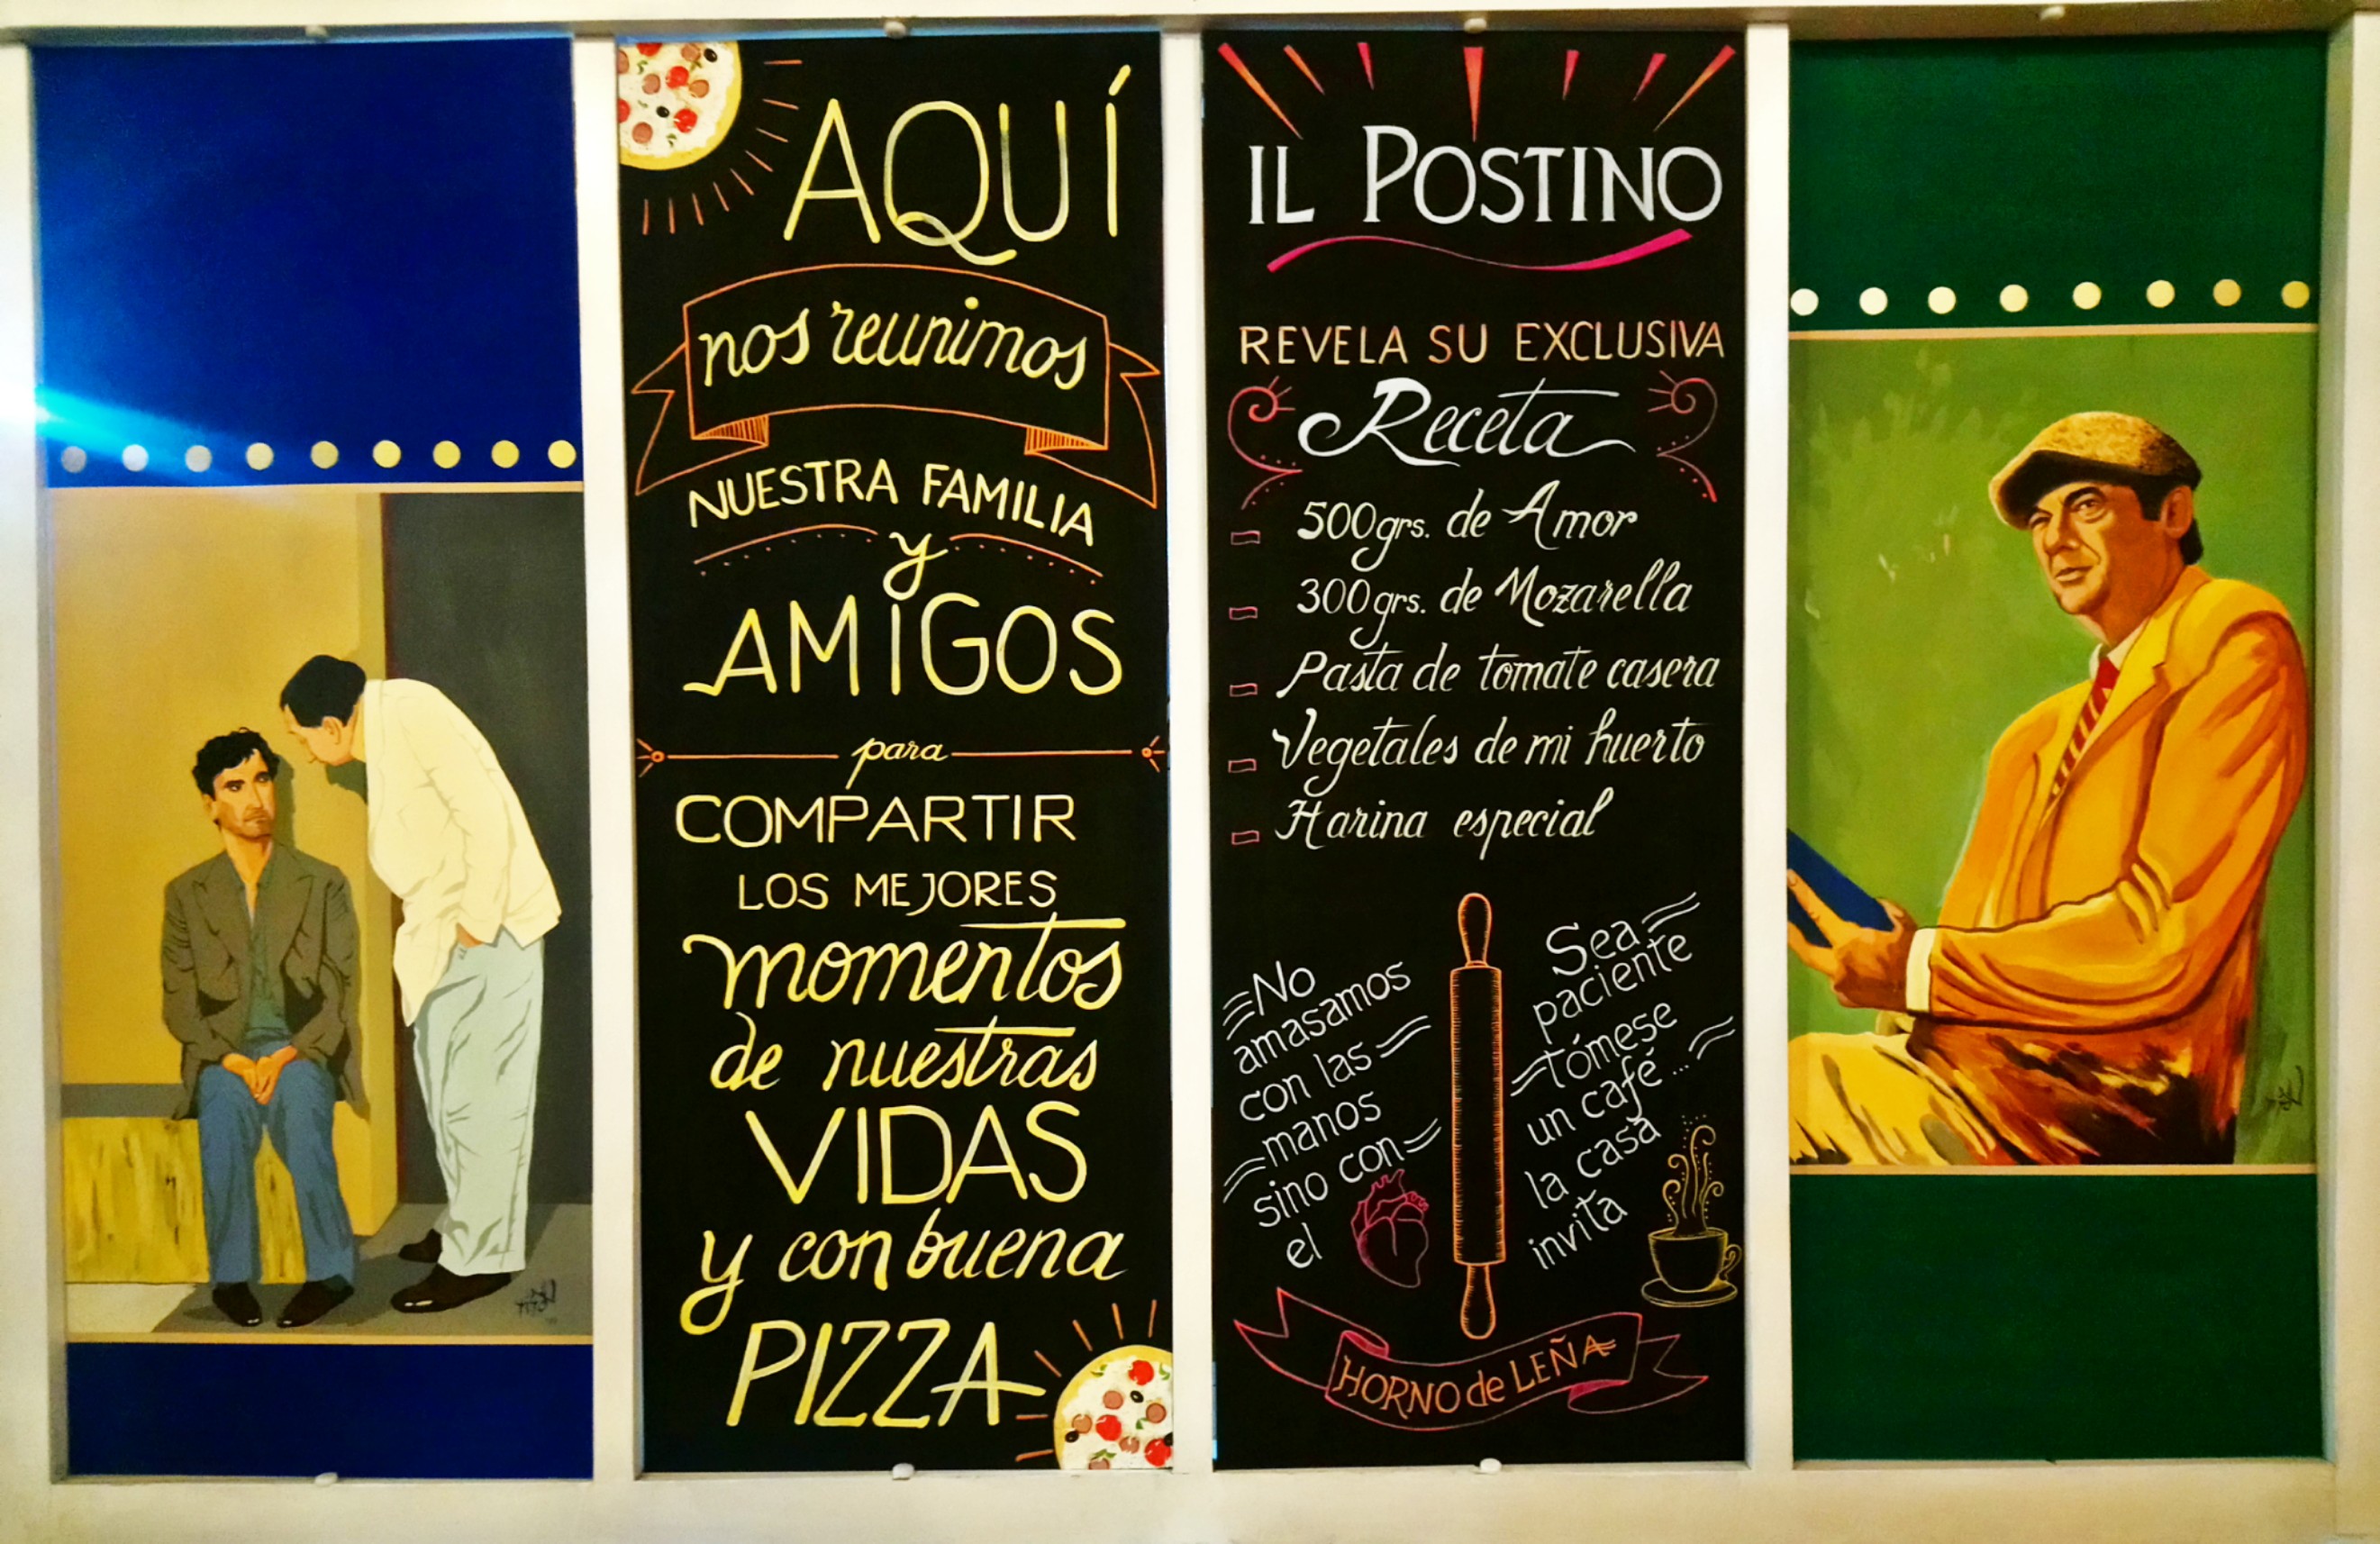 AQUÍ
nos reunimos
NUESTRA FAMILIA
y
AMIGOS
para
COMPARTIR
LOS MEJORES
momentos
de nuestras
VIDAS
y con buena
PIZZA
IL POSTINO
REVELA SU EXCLUSIVA
Receta
500grs. de Amor
300grs. de Mozarella
Pasta de tomate casera
Vegetales de mi huerto
Harina especial
No
amasamos
con las
manos
sino con
el
Sea
paciente
tómese
un café...
la casa
invita
HORNO de LEÑA